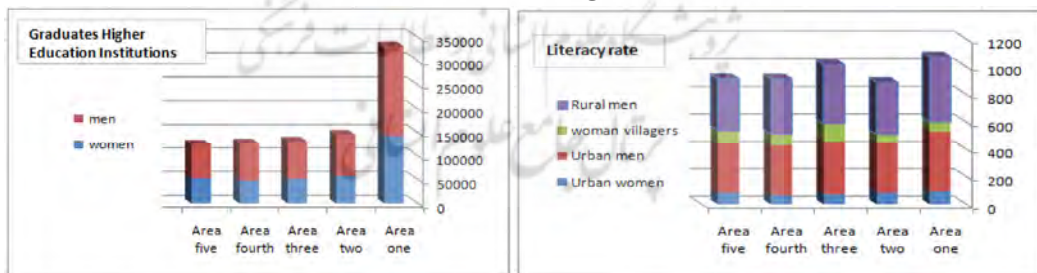 Graduates Higher
Education Institutions
men
women
350000
300000
250000
200000
150000
100000
50000
0
Area five
Area fourth
Area three
Area two
Area one
Literacy rate
Rural men
woman villagers
Urban men
Urban women
1200
1000
800
600
400
200
0
Area five
Area fourth
Area three
Area two
Area one